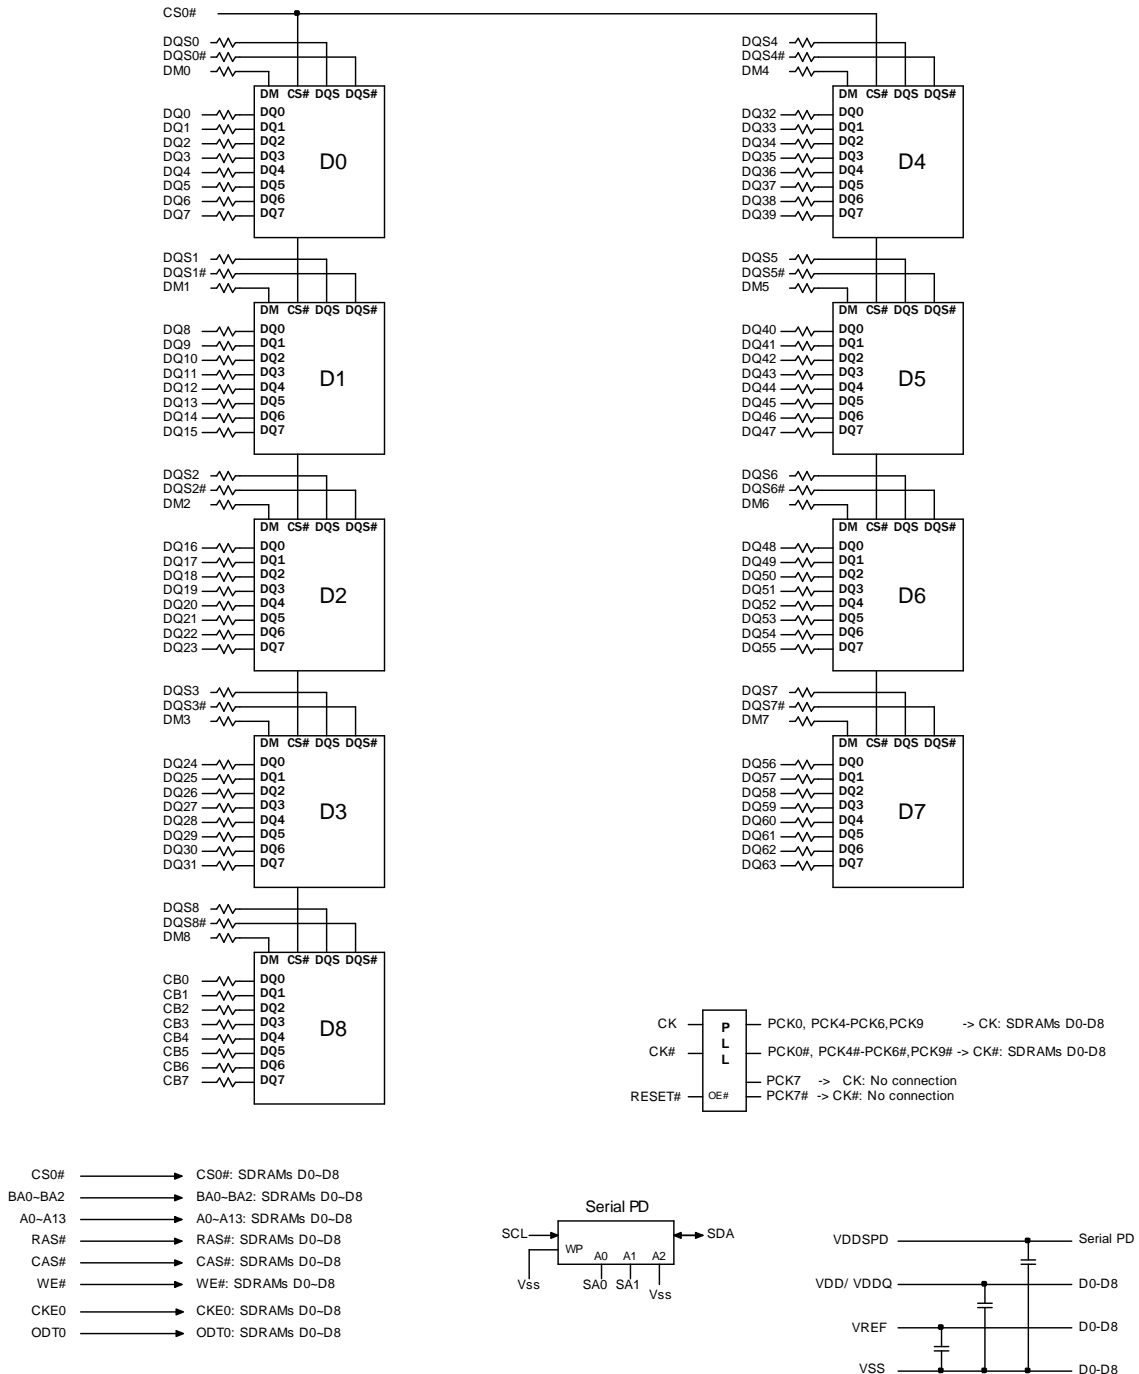 CS0#
DQS0
DQS0#
DM0
DM CS# DQS DQS#
DQ0 DQ0
DQ1 DQ1
DQ2 DQ2
DQ3 DQ3
DQ4 DQ4
DQ5 DQ5
DQ6 DQ6
DQ7 DQ7
D0
DQS1
DQS1#
DM1
DM CS# DQS DQS#
DQ8 DQ0
DQ9 DQ1
DQ10 DQ2
DQ11 DQ3
DQ12 DQ4
DQ13 DQ5
DQ14 DQ6
DQ15 DQ7
D1
DQS2
DQS2#
DM2
DM CS# DQS DQS#
DQ16 DQ0
DQ17 DQ1
DQ18 DQ2
DQ19 DQ3
DQ20 DQ4
DQ21 DQ5
DQ22 DQ6
DQ23 DQ7
D2
DQS3
DQS3#
DM3
DM CS# DQS DQS#
DQ24 DQ0
DQ25 DQ1
DQ26 DQ2
DQ27 DQ3
DQ28 DQ4
DQ29 DQ5
DQ30 DQ6
DQ31 DQ7
D3
DQS8
DQS8#
DM8
DM CS# DQS DQS#
CB0 DQ0
CB1 DQ1
CB2 DQ2
CB3 DQ3
CB4 DQ4
CB5 DQ5
CB6 DQ6
CB7 DQ7
D8
DQS4
DQS4#
DM4
DM CS# DQS DQS#
DQ32 DQ0
DQ33 DQ1
DQ34 DQ2
DQ35 DQ3
DQ36 DQ4
DQ37 DQ5
DQ38 DQ6
DQ39 DQ7
D4
DQS5
DQS5#
DM5
DM CS# DQS DQS#
DQ40 DQ0
DQ41 DQ1
DQ42 DQ2
DQ43 DQ3
DQ44 DQ4
DQ45 DQ5
DQ46 DQ6
DQ47 DQ7
D5
DQS6
DQS6#
DM6
DM CS# DQS DQS#
DQ48 DQ0
DQ49 DQ1
DQ50 DQ2
DQ51 DQ3
DQ52 DQ4
DQ53 DQ5
DQ54 DQ6
DQ55 DQ7
D6
DQS7
DQS7#
DM7
DM CS# DQS DQS#
DQ56 DQ0
DQ57 DQ1
DQ58 DQ2
DQ59 DQ3
DQ60 DQ4
DQ61 DQ5
DQ62 DQ6
DQ63 DQ7
D7
PLL
CK PCK0, PCK4-PCK6,PCK9 -> CK: SDRAMs D0-D8
CK# PCK0#, PCK4#-PCK6#,PCK9# -> CK#: SDRAMs D0-D8
PCK7 -> CK: No connection
RESET# OE# PCK7# -> CK#: No connection
CS0# CS0#: SDRAMs D0~D8
BA0~BA2 BA0~BA2: SDRAMs D0~D8
A0~A13 A0~A13: SDRAMs D0~D8
RAS# RAS#: SDRAMs D0~D8
CAS# CAS#: SDRAMs D0~D8
WE# WE#: SDRAMs D0~D8
CKE0 CKE0: SDRAMs D0~D8
ODT0 ODT0: SDRAMs D0~D8
Serial PD
SCL SDA
WP A0 A1 A2
Vss SA0 SA1 Vss
VDDSPD Serial PD
VDD/ VDDQ D0-D8
VREF D0-D8
VSS D0-D8